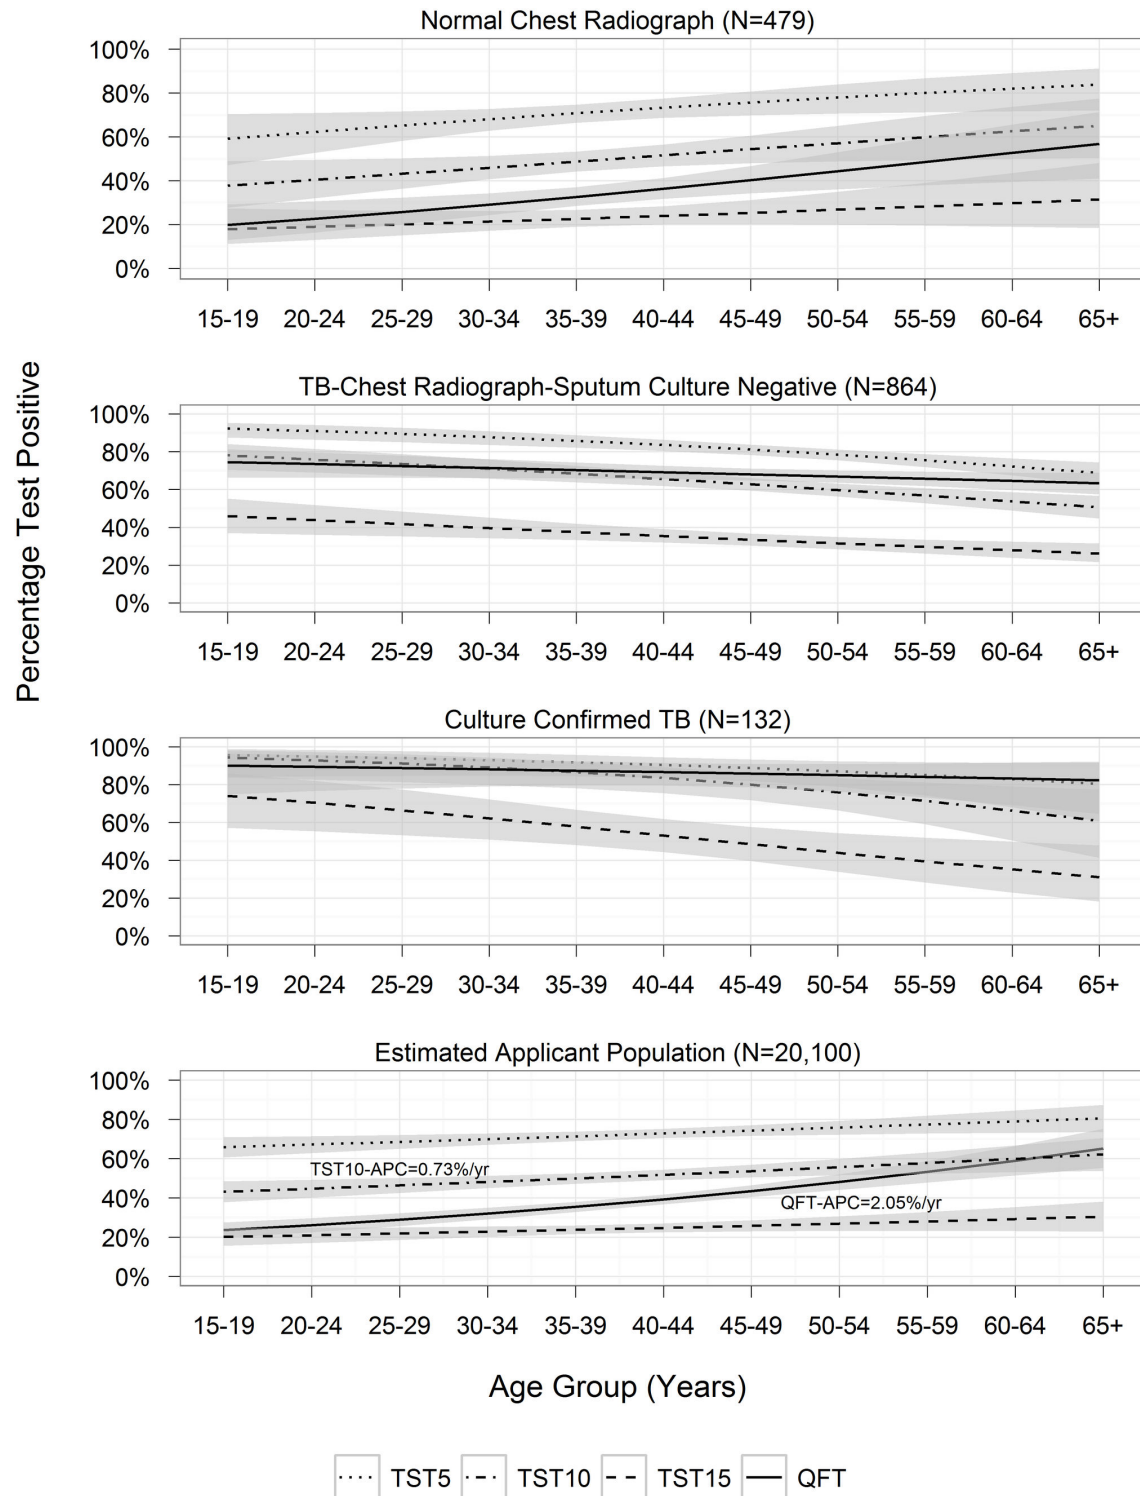 Normal Chest Radiograph (N=479)
100%
80%
60%
40%
20%
0%
15-19 20-24 25-29 30-34 35-39 40-44 45-49 50-54 55-59 60-64 65+
Percentage Test Positive
TB-Chest Radiograph-Sputum Culture Negative (N=864)
100%
80%
60%
40%
20%
0%
15-19 20-24 25-29 30-34 35-39 40-44 45-49 50-54 55-59 60-64 65+
Culture Confirmed TB (N=132)
100%
80%
60%
40%
20%
0%
15-19 20-24 25-29 30-34 35-39 40-44 45-49 50-54 55-59 60-64 65+
Estimated Applicant Population (N=20,100)
100%
80%
60%
40%
20%
0%
TST10-APC=0.73%/yr
QFT-APC=2.05%/yr
15-19 20-24 25-29 30-34 35-39 40-44 45-49 50-54 55-59 60-64 65+
Age Group (Years)
TST5 TST10 TST15 QFT